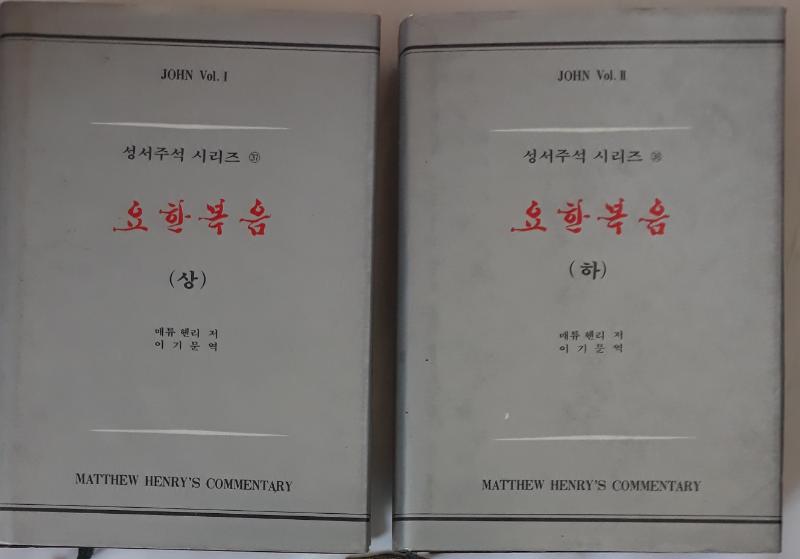 JOHN Vol. I
성서주석 시리즈 ㊲
요한복음
(상)
매튜 헨리 저
이기문 역
MATTHEW HENRY'S COMMENTARY
JOHN Vol. II
성서주석 시리즈 ㊳
요한복음
(하)
매튜 헨리 저
이기문 역
MATTHEW HENRY'S COMMENTARY